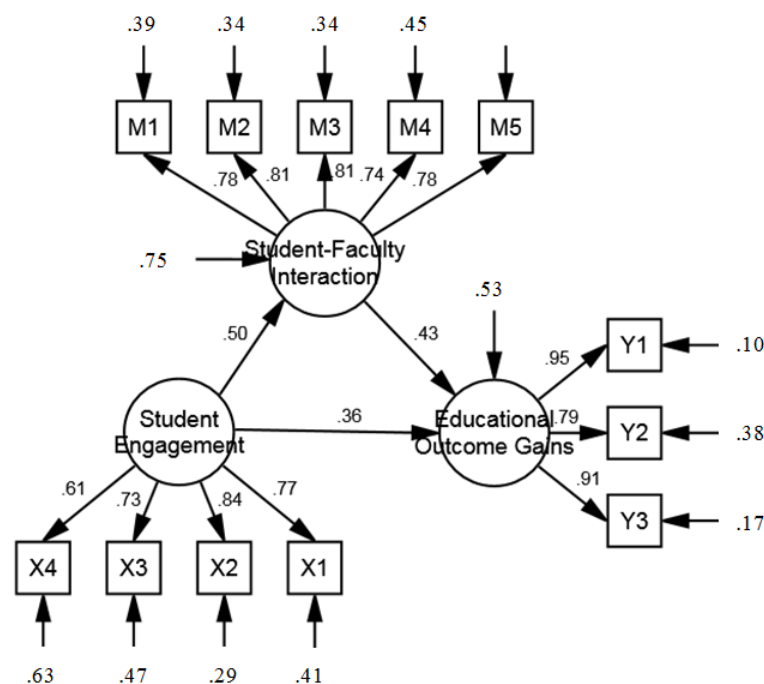 .39 .34 .34 .45
M1 M2 M3 M4 M5
.78 .81 .81 .74 .78
Student-Faculty
Interaction
.75
.53
.50 .43
.95 Y1 .10
Student
Engagement
.36
Educational
Outcome Gains
.79 Y2 .38
.91 Y3 .17
.61 .73 .84 .77
X4 X3 X2 X1
.63 .47 .29 .41